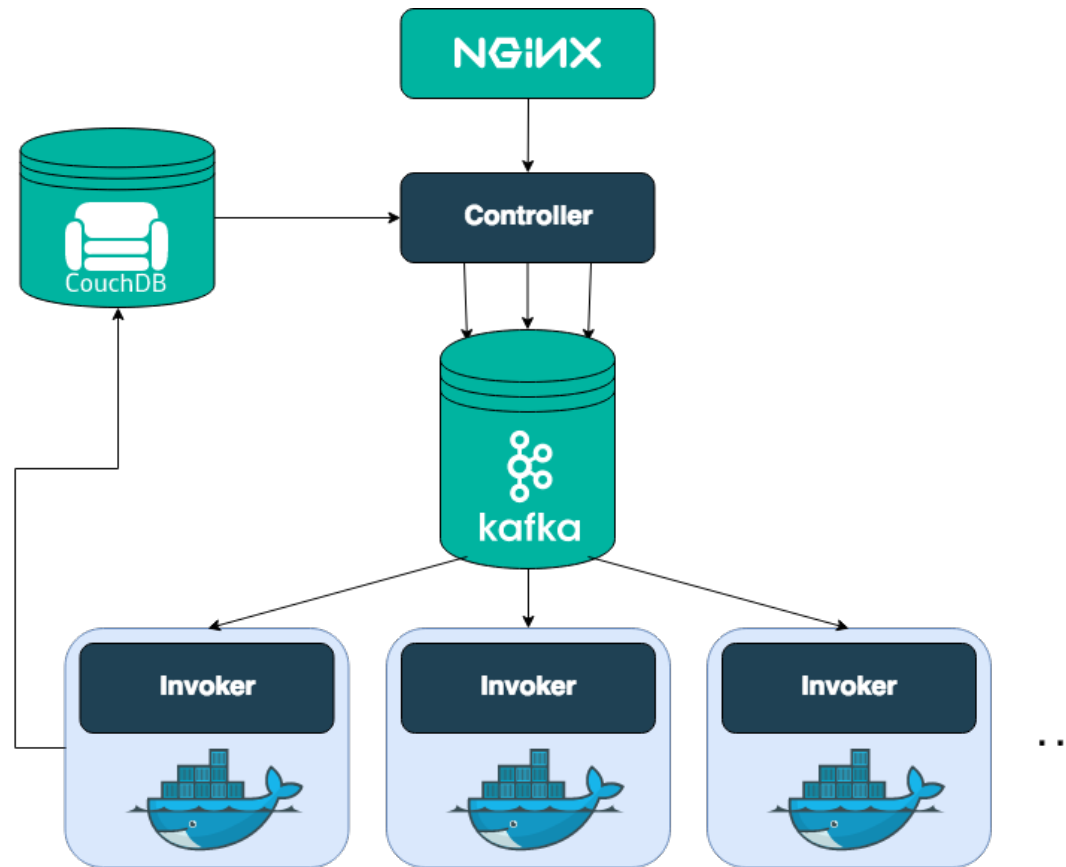 NGINX
Controller
CouchDB
kafka
Invoker
Invoker
Invoker
..